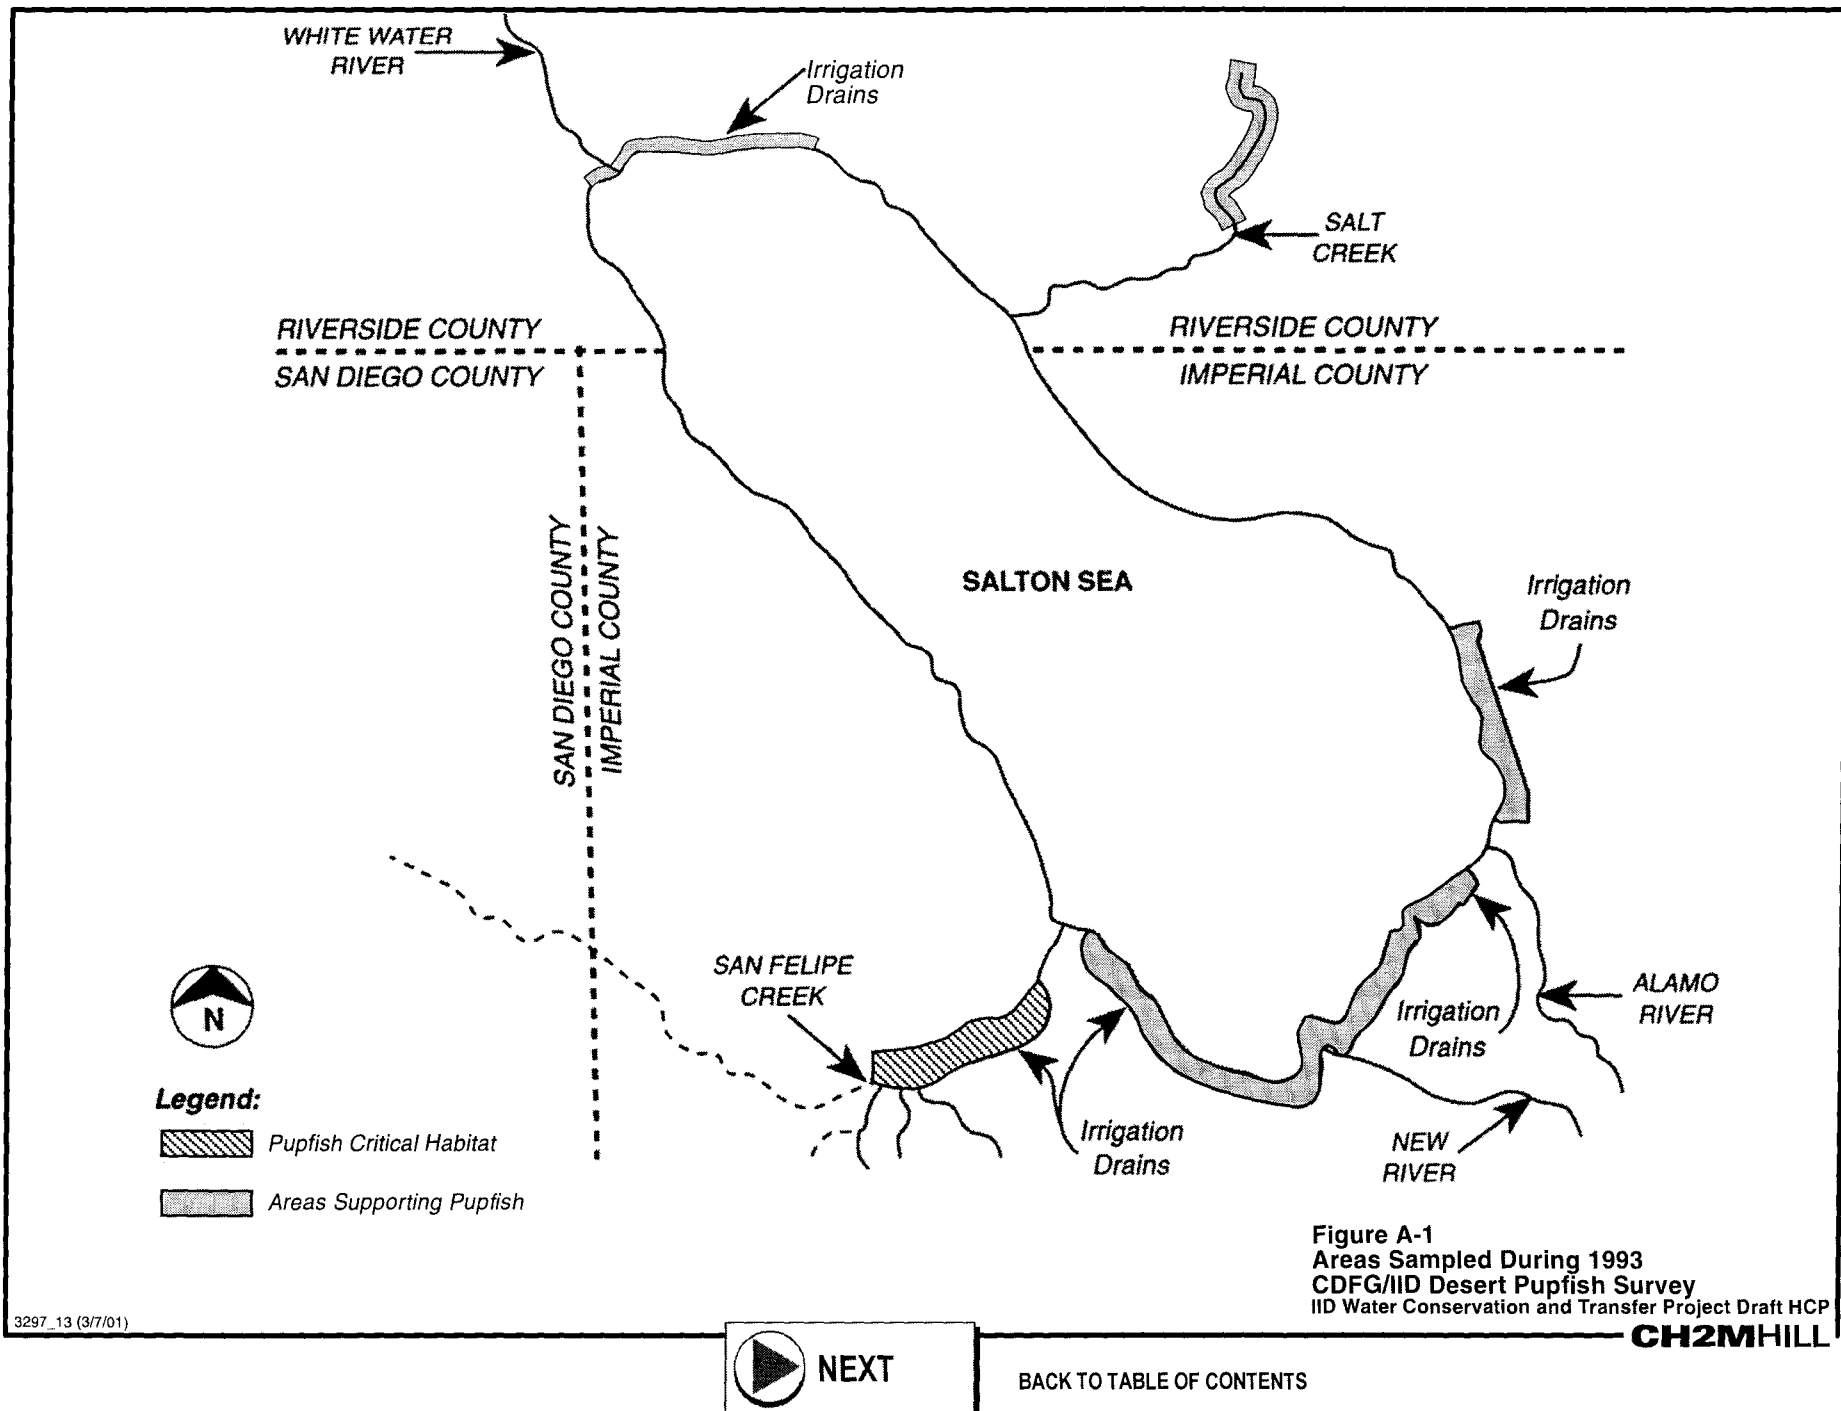 WHITE WATER
RIVER
Irrigation
Drains
SALT
CREEK
RIVERSIDE COUNTY
SAN DIEGO COUNTY
RIVERSIDE COUNTY
IMPERIAL COUNTY
SAN DIEGO COUNTY
IMPERIAL COUNTY
SALTON SEA
Irrigation
Drains
SAN FELIPE
CREEK
Irrigation
Drains
ALAMO
RIVER
Irrigation
Drains
NEW
RIVER
N
Legend:
Pupfish Critical Habitat
Areas Supporting Pupfish
Figure A-1
Areas Sampled During 1993
CDFG/IID Desert Pupfish Survey
IID Water Conservation and Transfer Project Draft HCP
3297_13 (3/7/01)
CH2MHILL
NEXT
BACK TO TABLE OF CONTENTS